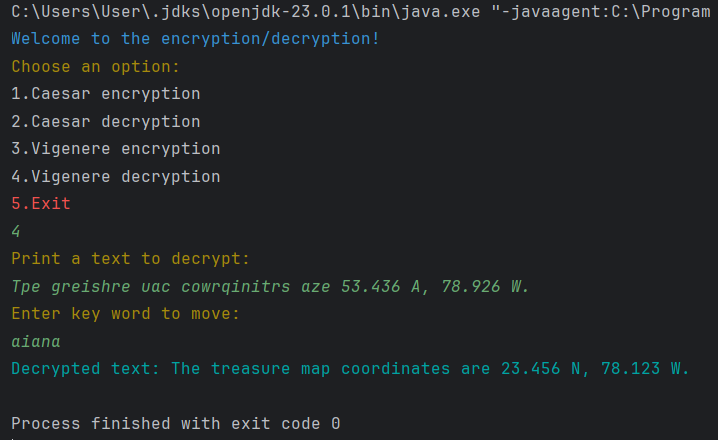 C:\Users\User\.jdks\openjdk-23.0.1\bin\java.exe "-javaagent:C:\Program
Welcome to the encryption/decryption!
Choose an option:
1.Caesar encryption
2.Caesar decryption
3.Vigenere encryption
4.Vigenere decryption
5.Exit
4
Print a text to decrypt:
Tpe greishre uac cowrqinitrs aze 53.436 A, 78.926 W.
Enter key word to move:
aiana
Decrypted text: The treasure map coordinates are 23.456 N, 78.123 W.
Process finished with exit code 0